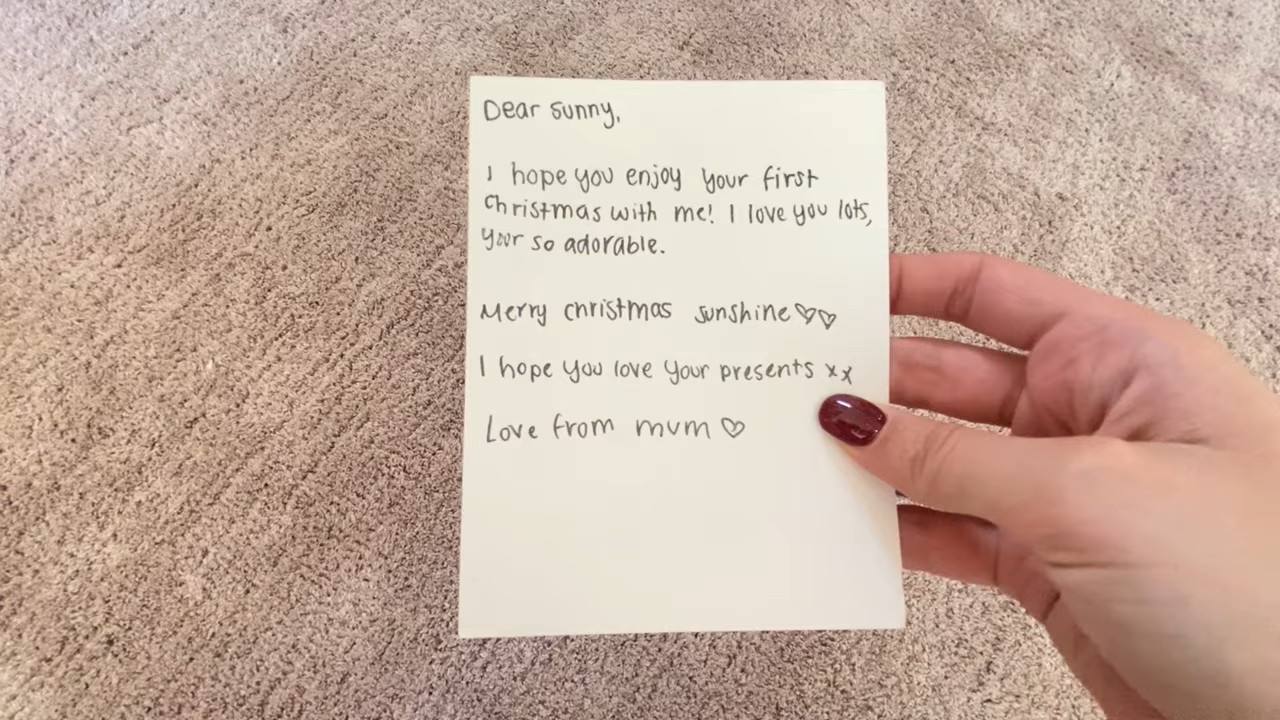 Dear sunny,
I hope you enjoy your first
christmas with me! I love you lots,
your so adorable.
Merry christmas sunshine♡♡
I hope you love your presents xx
Love from mum♡